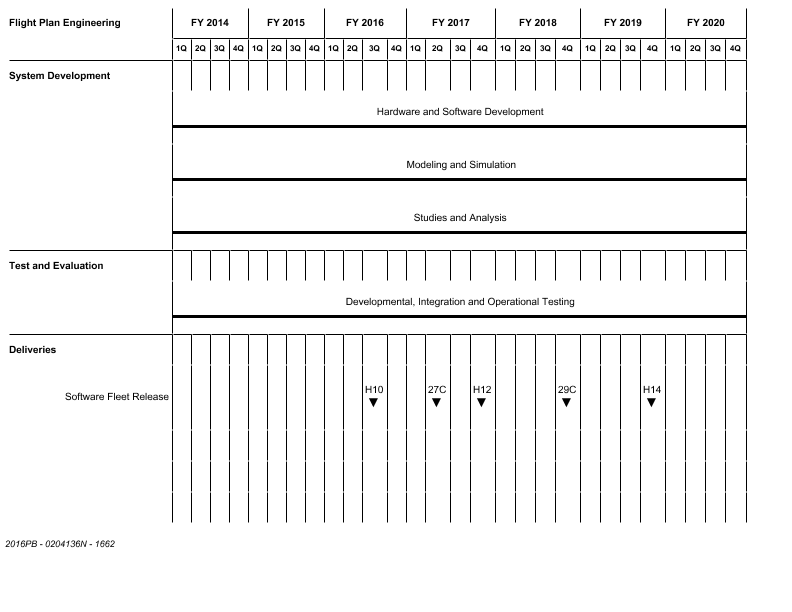 Flight Plan Engineering FY 2014 FY 2015 FY 2016 FY 2017 FY 2018 FY 2019 FY 2020
1Q 2Q 3Q 4Q 1Q 2Q 3Q 4Q 1Q 2Q 3Q 4Q 1Q 2Q 3Q 4Q 1Q 2Q 3Q 4Q 1Q 2Q 3Q 4Q 1Q 2Q 3Q 4Q
System Development
Hardware and Software Development
Modeling and Simulation
Studies and Analysis
Test and Evaluation
Developmental, Integration and Operational Testing
Deliveries
H10 27C H12 29C H14
Software Fleet Release
2016PB - 0204136N - 1662